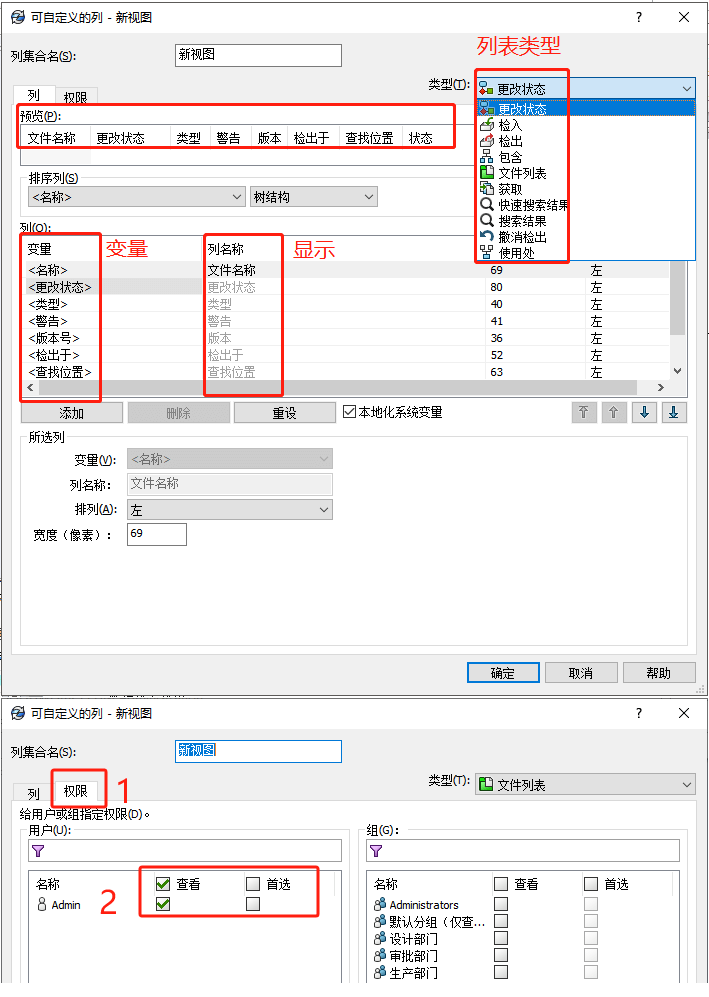 可自定义的列 - 新视图
?
列集合名(S):
新视图
列表类型
类型(T):
更改状态
列
权限
预览(P):
文件名称 更改状态 类型 警告 版本 检出于 查找位置 状态
更改状态
检入
检出
包含
文件列表
获取
快速搜索结果
搜索结果
撤消检出
使用处
排序列(S)
<名称>
树结构
列(O):
变量
变量
列名称
显示
<名称> 文件名称 69 左
<更改状态> 更改状态 80 左
<类型> 类型 40 左
<警告> 警告 41 左
<版本号> 版本 36 左
<检出于> 检出于 52 左
<查找位置> 查找位置 63 左
添加
删除
重设
本地化系统变量
所选列
变量(V): <名称>
列名称: 文件名称
排列(A): 左
宽度（像素）: 69
确定
取消
帮助
可自定义的列 - 新视图
?
列集合名(S):
新视图
类型(T):
文件列表
列
权限
1
给用户或组指定权限(D)。
用户(U):
名称 查看 首选
Admin
2
组(G):
名称 查看 首选
Administrators
默认分组（仅查...
设计部门
审批部门
生产部门